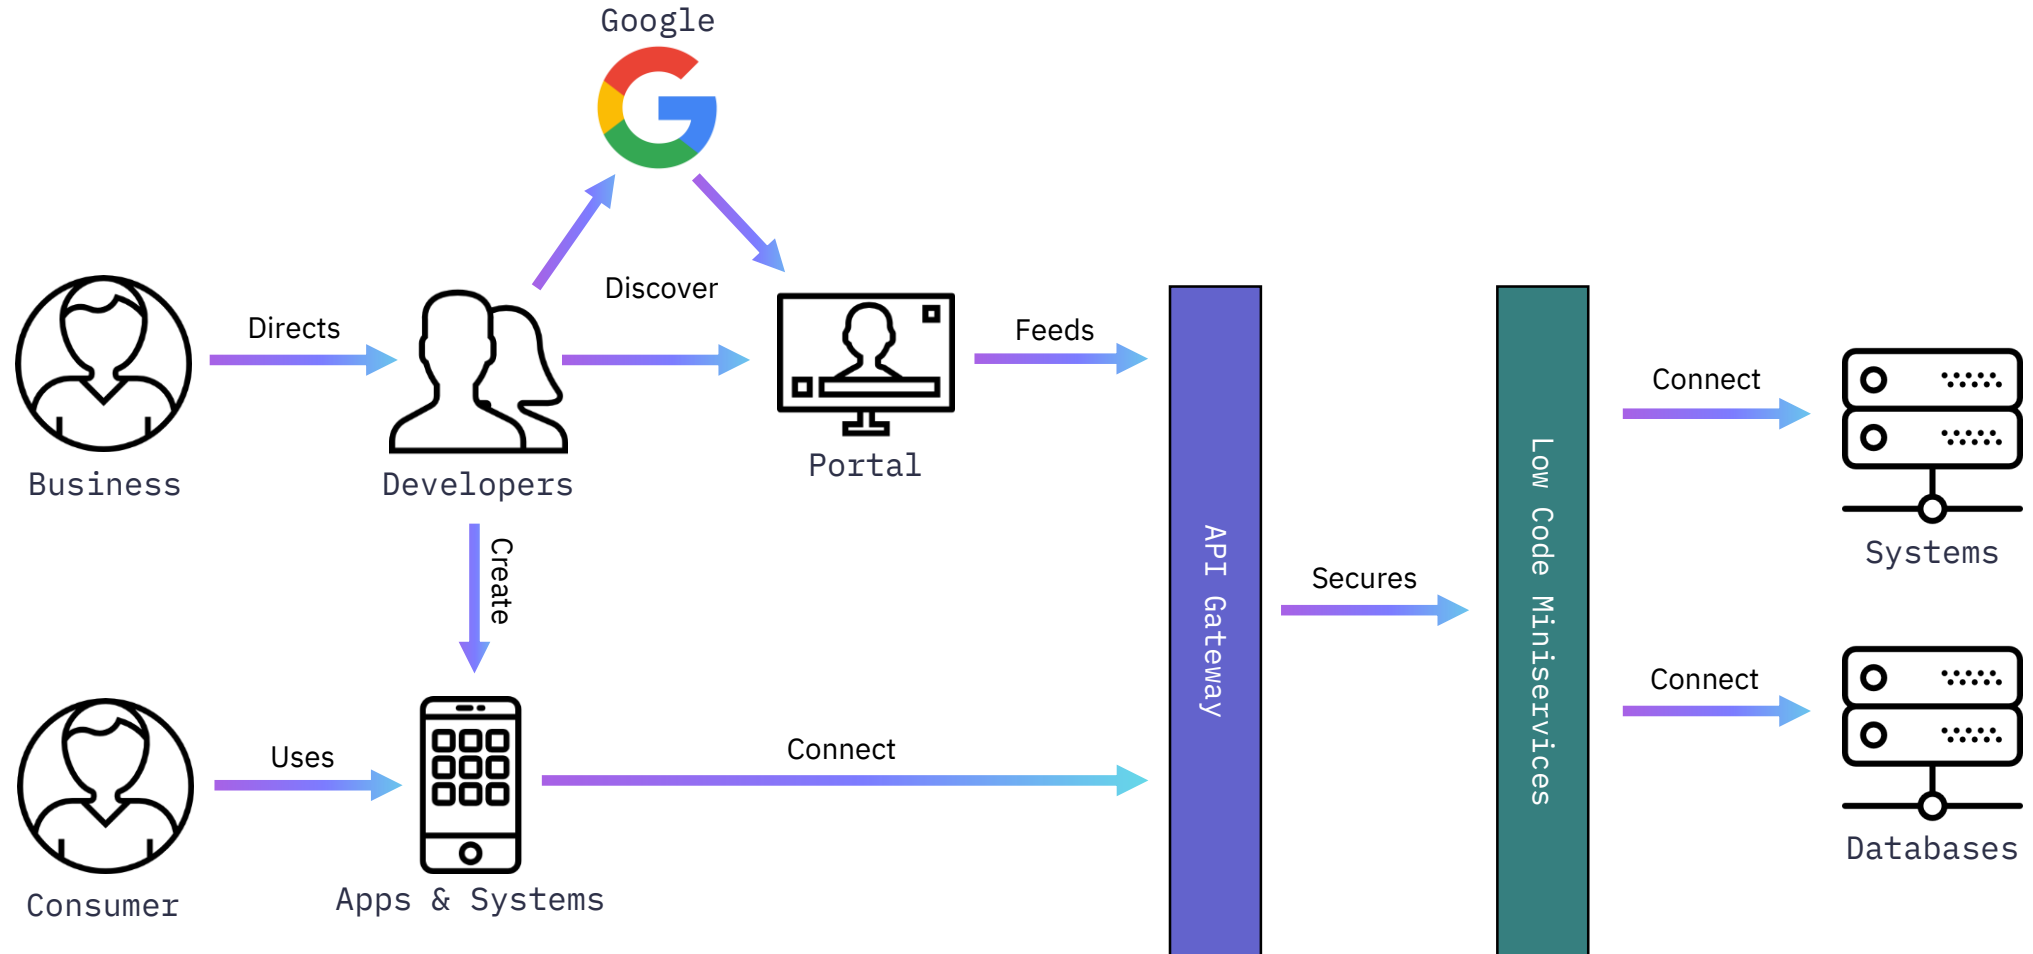 Google
Discover
Directs
Feeds
Connect
Business
Developers
Portal
Create
API Gateway
Secures
Low Code Miniservices
Systems
Connect
Uses
Connect
Databases
Consumer
Apps & Systems